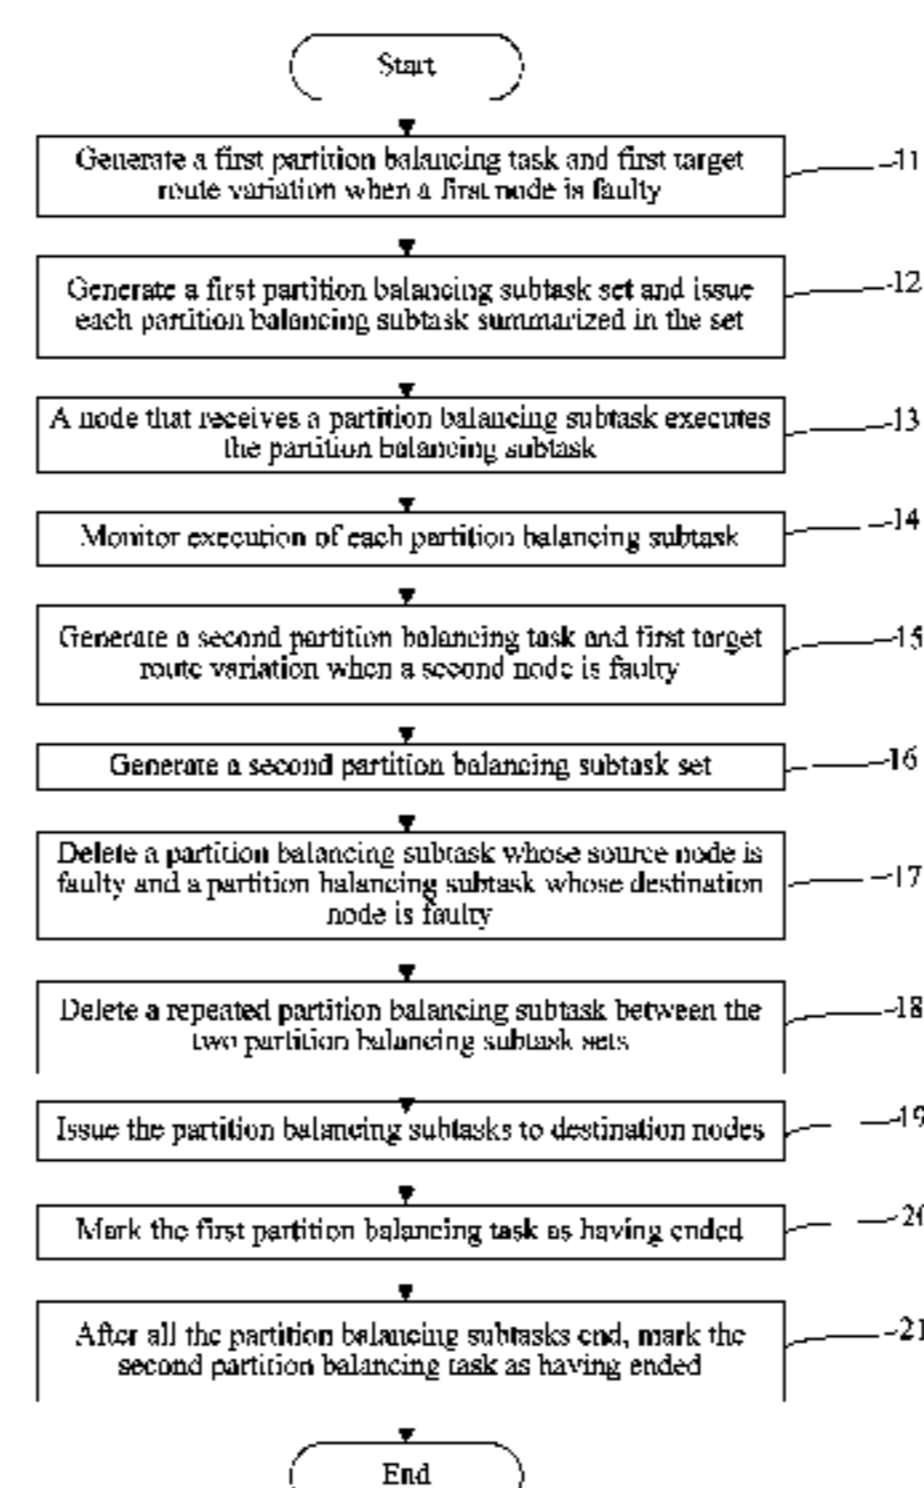 Start
Generate a first partition balancing task and first target
route variation when a first node is faulty
11
Generate a first partition balancing subtask set and issue
each partition balancing subtask summarized in the set
12
A node that receives a partition balancing subtask executes
the partition balancing subtask
13
Monitor execution of each partition balancing subtask
14
Generate a second partition balancing task and first target
route variation when a second node is faulty
15
Generate a second partition balancing subtask set
16
Delete a partition balancing subtask whose source node is
faulty and a partition balancing subtask whose destination
node is faulty
17
Delete a repeated partition balancing subtask between the
two partition balancing subtask sets
18
Issue the partition balancing subtasks to destination nodes
19
Mark the first partition balancing task as having ended
20
After all the partition balancing subtasks end, mark the
second partition balancing task as having ended
21
End